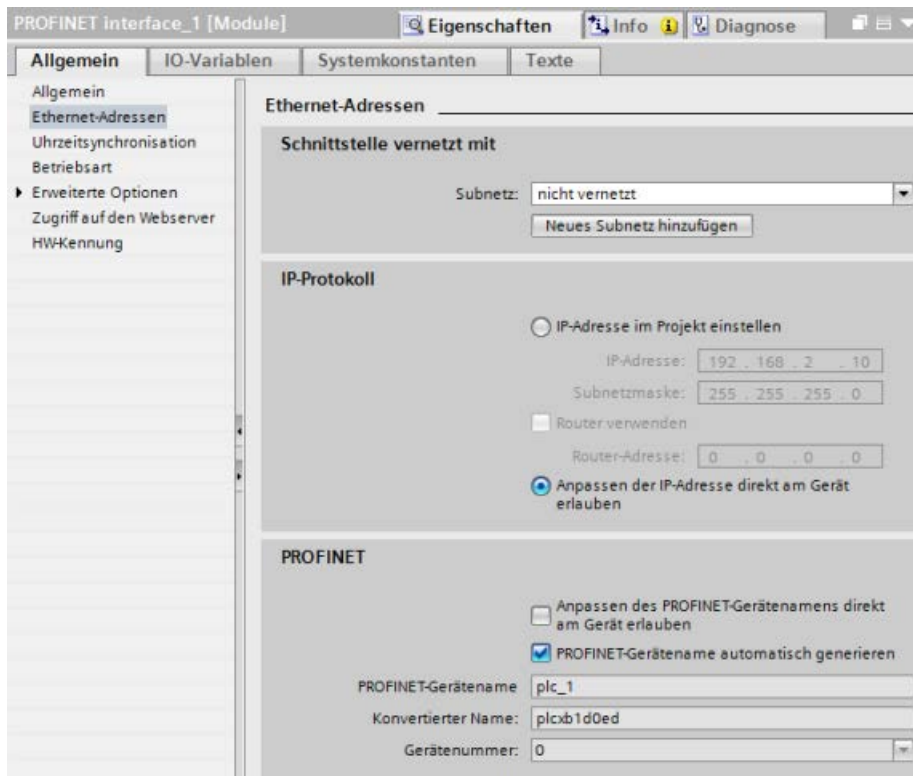 PROFINET interface_1 [Module]
Eigenschaften
Info
Diagnose
Allgemein
IO-Variablen
Systemkonstanten
Texte
Allgemein
Ethernet-Adressen
Uhrzeitsynchronisation
Betriebsart
Erweiterte Optionen
Zugriff auf den Webserver
HW-Kennung
Ethernet-Adressen
Schnittstelle vernetzt mit
Subnetz: nicht vernetzt
Neues Subnetz hinzufügen
IP-Protokoll
IP-Adresse im Projekt einstellen
IP-Adresse: 192 . 168 . 2 . 10
Subnetzmaske: 255 . 255 . 255 . 0
Router verwenden
Router-Adresse: 0 . 0 . 0 . 0
Anpassen der IP-Adresse direkt am Gerät
erlauben
PROFINET
Anpassen des PROFINET-Gerätenamens direkt
am Gerät erlauben
PROFINET-Gerätename automatisch generieren
PROFINET-Gerätename plc_1
Konvertierter Name: plcxb1d0ed
Gerätenummer: 0